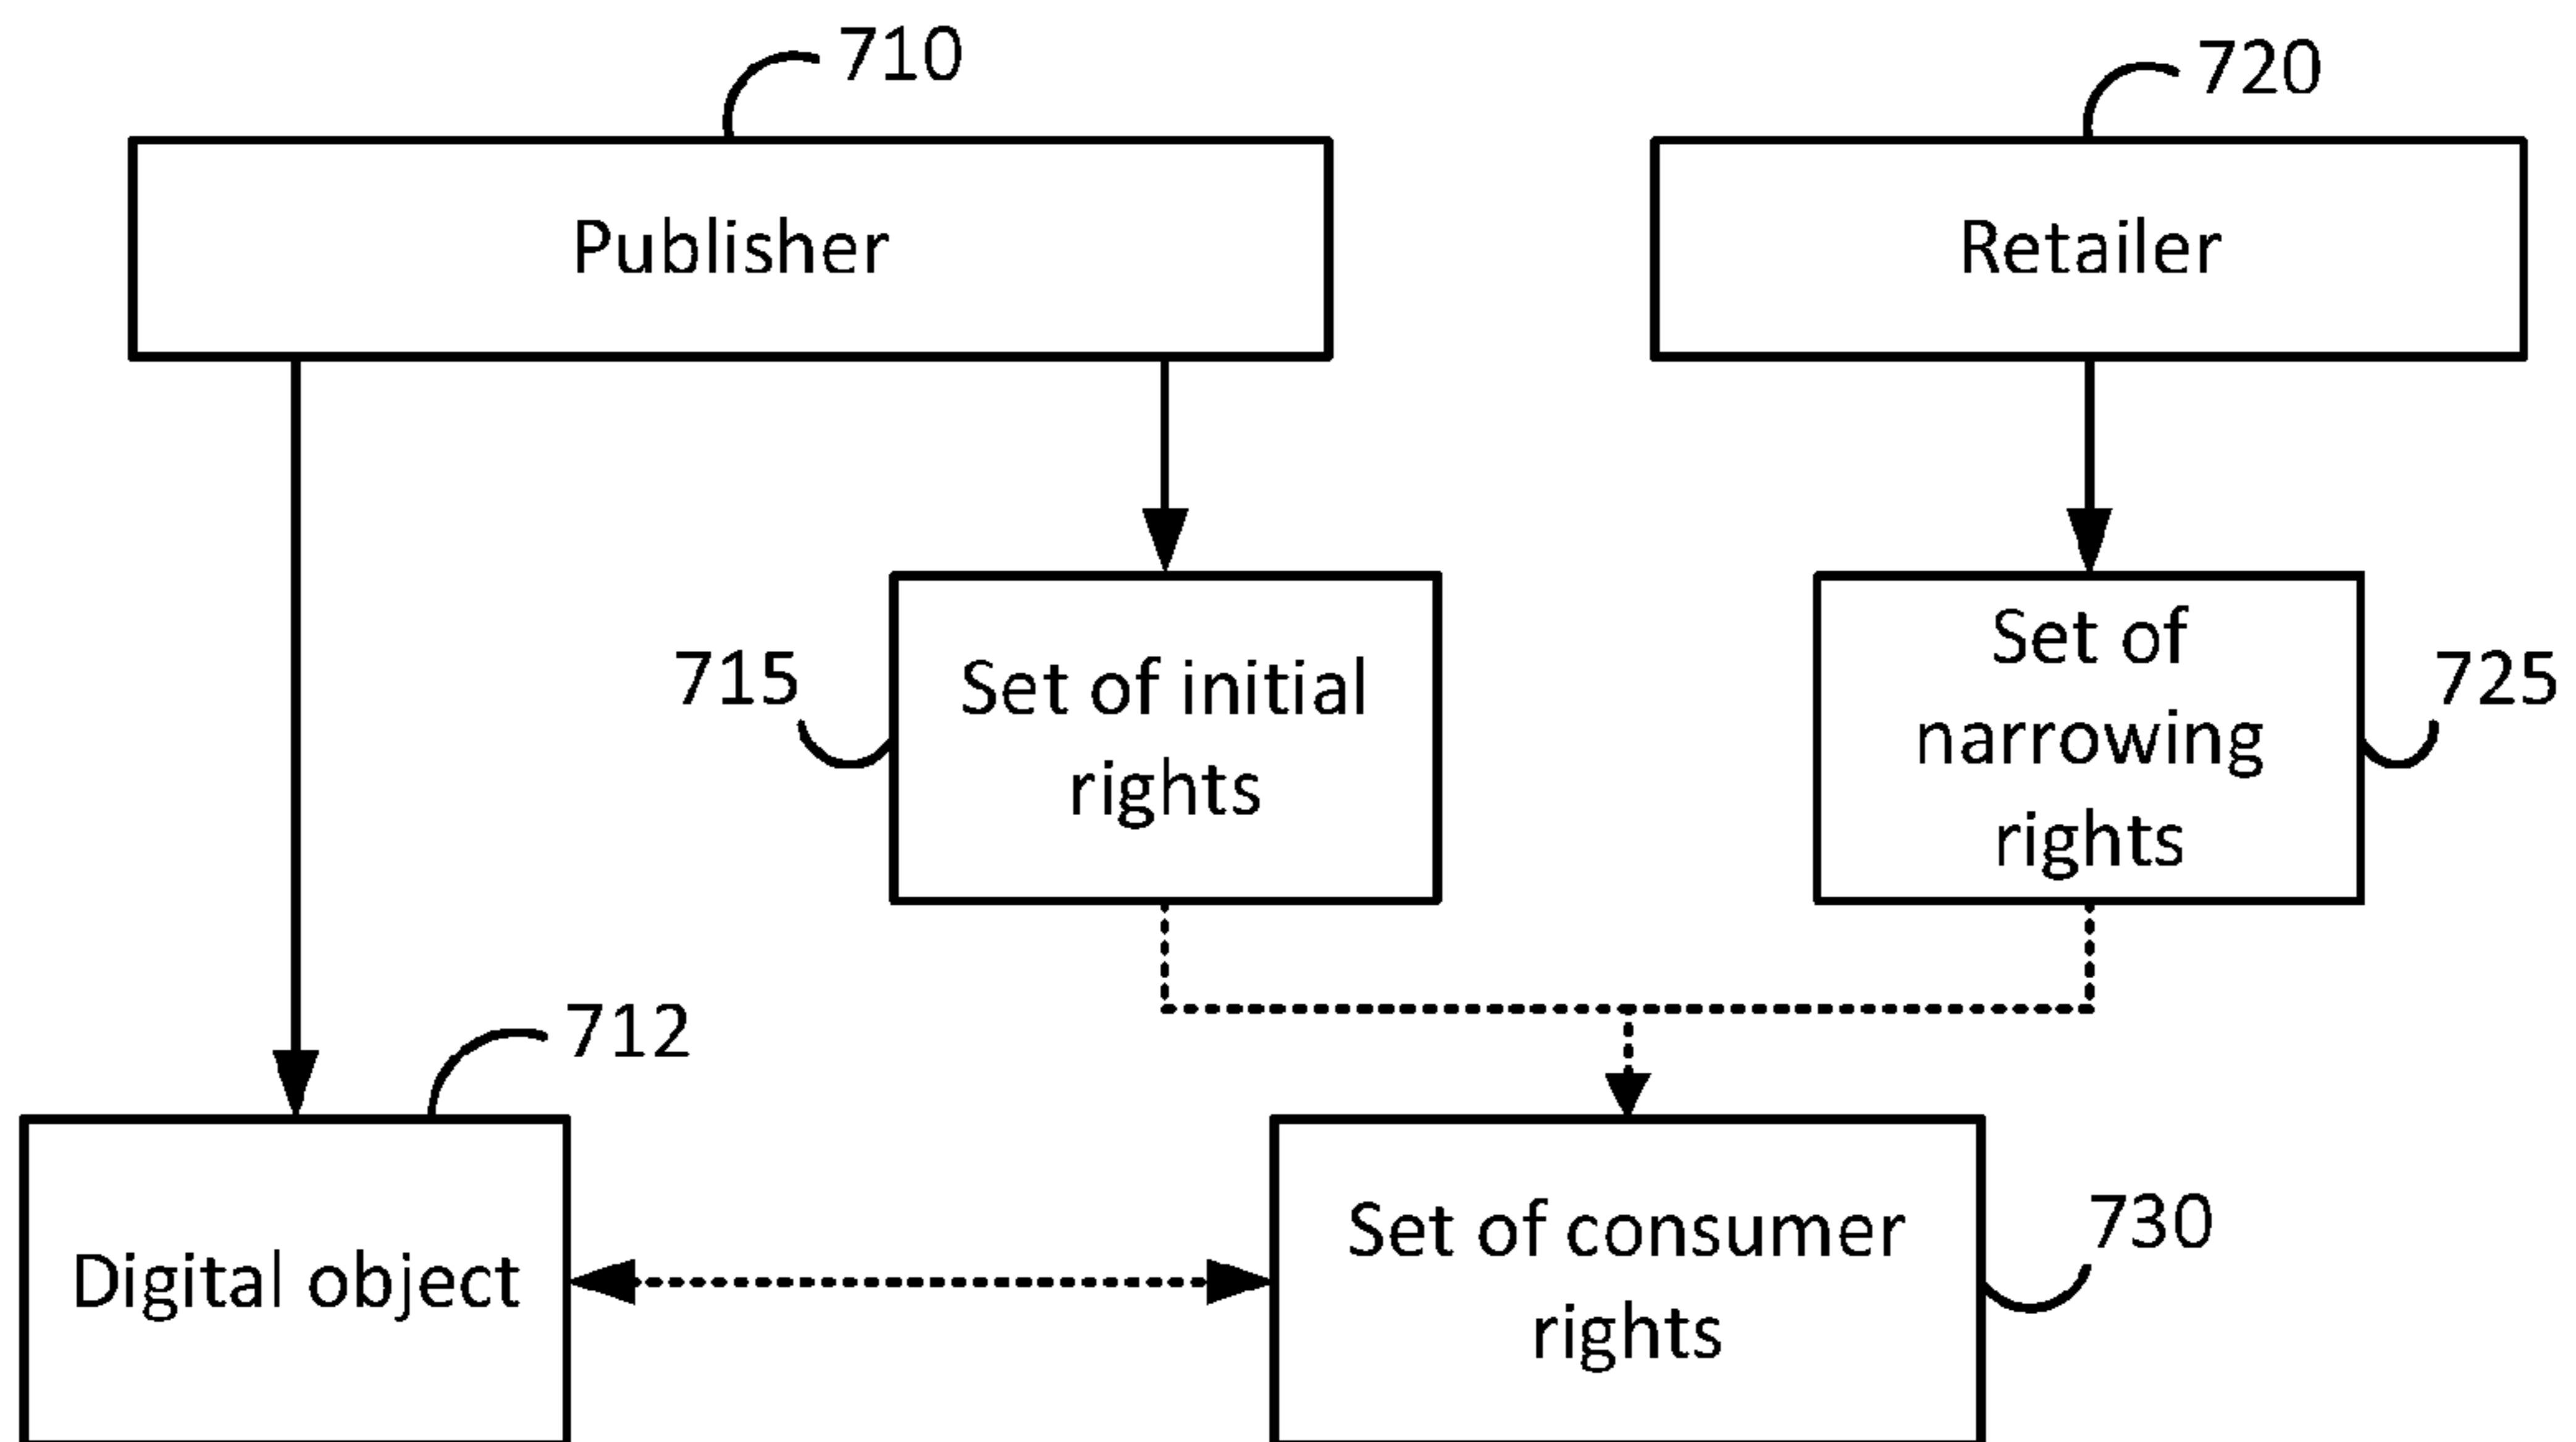 710
720
Publisher
Retailer
715
Set of initial
rights
Set of
narrowing
rights
725
712
Digital object
Set of consumer
rights
730